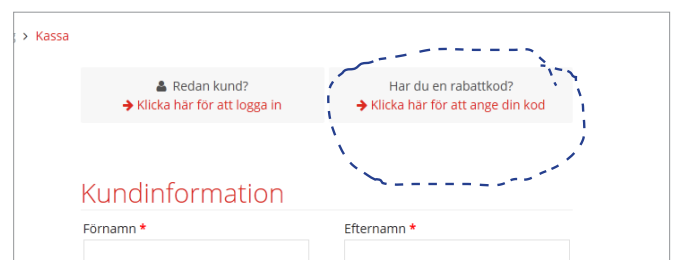 > Kassa
Redan kund?
Klicka här för att logga in
Har du en rabattkod?
Klicka här för att ange din kod
Kundinformation
Förnamn *
Efternamn *